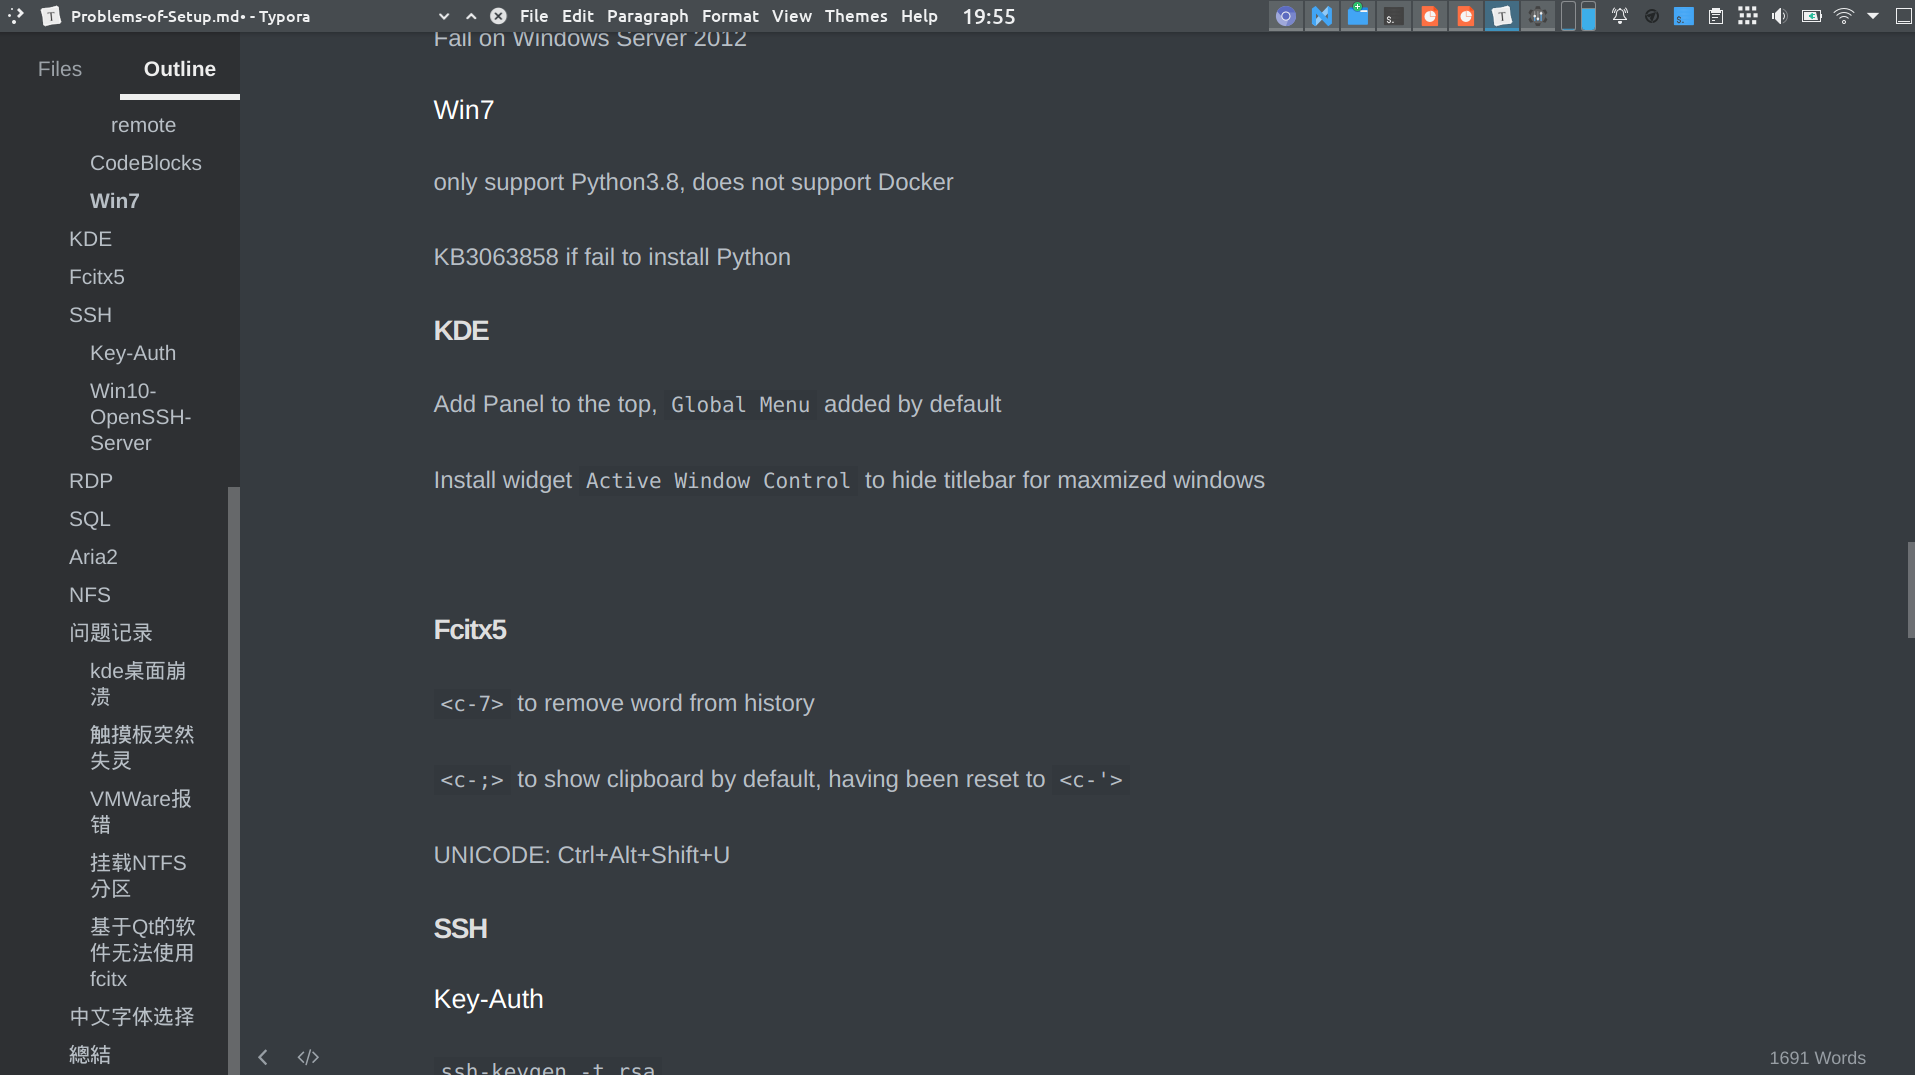 Problems-of-Setup.md• - Typora
File Edit Paragraph Format View Themes Help 19:55
Files Outline
remote
CodeBlocks
Win7
KDE
Fcitx5
SSH
Key-Auth
Win10-
OpenSSH-
Server
RDP
SQL
Aria2
NFS
问题记录
kde桌面崩
溃
触摸板突然
失灵
VMWare报
错
挂载NTFS
分区
基于Qt的软
件无法使用
fcitx
中文字体选择
總結
Fail on Windows Server 2012
Win7
only support Python3.8, does not support Docker
KB3063858 if fail to install Python
KDE
Add Panel to the top, Global Menu added by default
Install widget Active Window Control to hide titlebar for maxmized windows
Fcitx5
<c-7> to remove word from history
<c-;> to show clipboard by default, having been reset to <c-'>
UNICODE: Ctrl+Alt+Shift+U
SSH
Key-Auth
ssh-keygen -t rsa
1691 Words